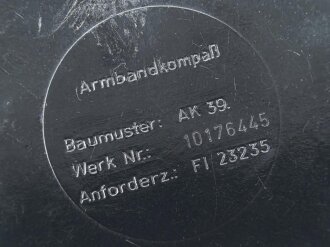 Armbandkompaß
Baumuster: AK 39.
Werk Nr.: 10176445
Anforderz.: Fl 23235